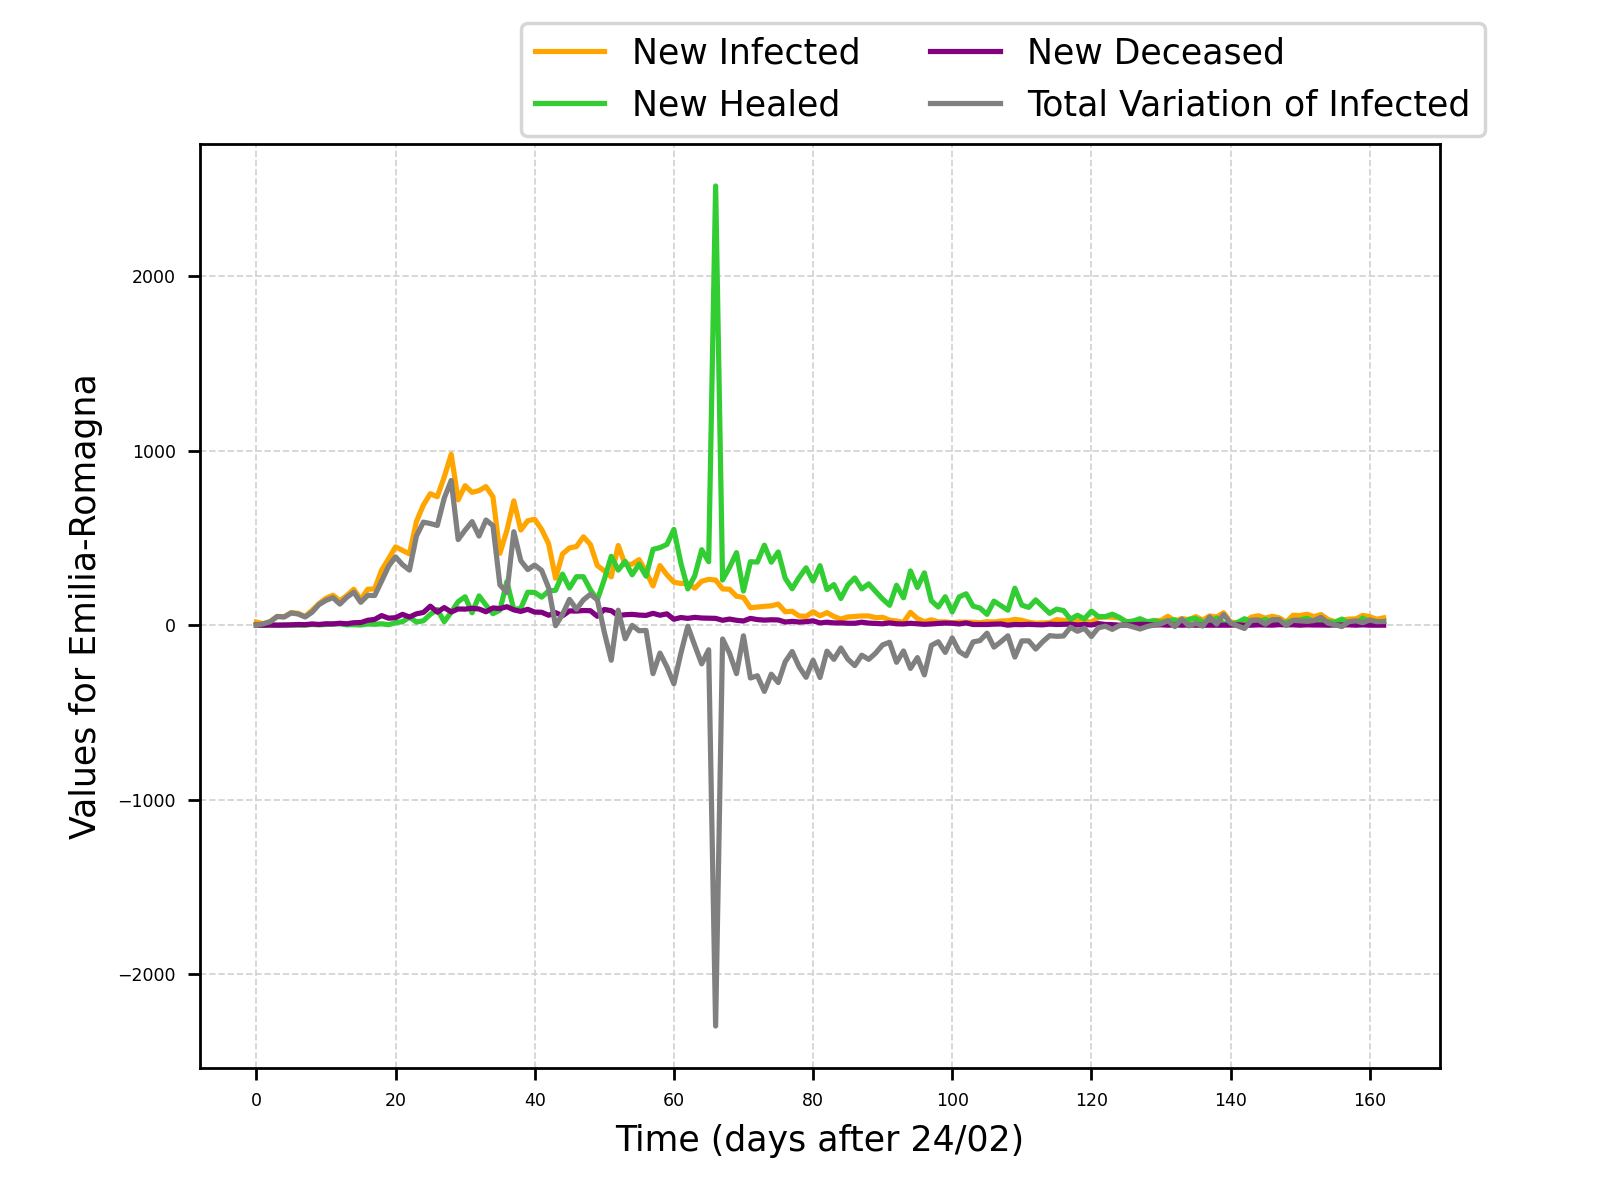 New Infected
New Healed
New Deceased
Total Variation of Infected
2000
1000
0
−1000
−2000
Values for Emilia-Romagna
0 20 40 60 80 100 120 140 160
Time (days after 24/02)